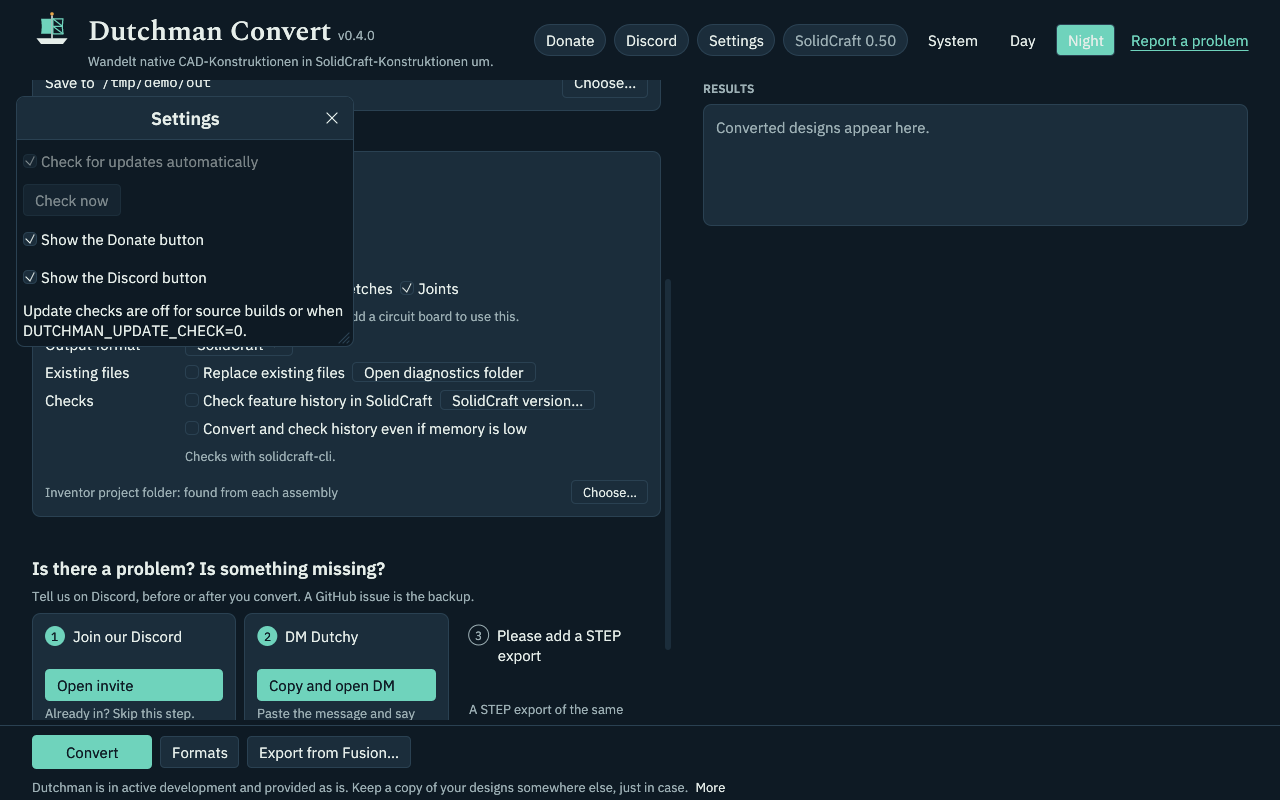 Dutchman Convert v0.4.0
Wandelt native CAD-Konstruktionen in SolidCraft-Konstruktionen um.
Donate
Discord
Settings
SolidCraft 0.50
System
Day
Night
Report a problem
Save to /tmp/demo/out
Choose...
Settings
Check for updates automatically
Check now
Show the Donate button
Show the Discord button
Update checks are off for source builds or when
DUTCHMAN_UPDATE_CHECK=0.
Joints
a circuit board to use this.
Output format
SolidCraft
Existing files
Replace existing files
Open diagnostics folder
Checks
Check feature history in SolidCraft
SolidCraft version...
Convert and check history even if memory is low
Checks with solidcraft-cli.
Inventor project folder: found from each assembly
Choose...
Is there a problem? Is something missing?
Tell us on Discord, before or after you convert. A GitHub issue is the backup.
1 Join our Discord
Open invite
Already in? Skip this step.
2 DM Dutchy
Copy and open DM
Paste the message and say
3 Please add a STEP
export
A STEP export of the same
RESULTS
Converted designs appear here.
Convert
Formats
Export from Fusion...
Dutchman is in active development and provided as is. Keep a copy of your designs somewhere else, just in case. More